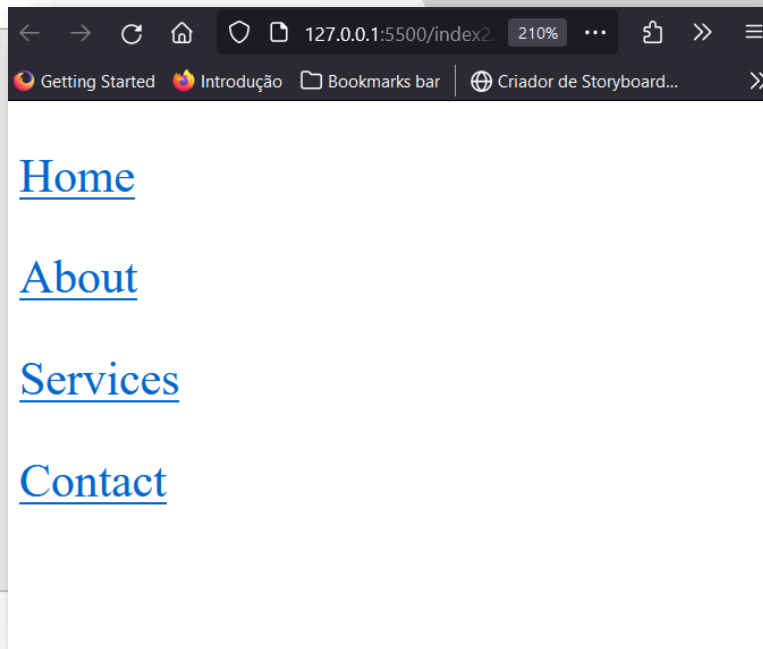 127.0.0.1:5500/index2. 210%
Getting Started Introdução Bookmarks bar Criador de Storyboard...
Home
About
Services
Contact